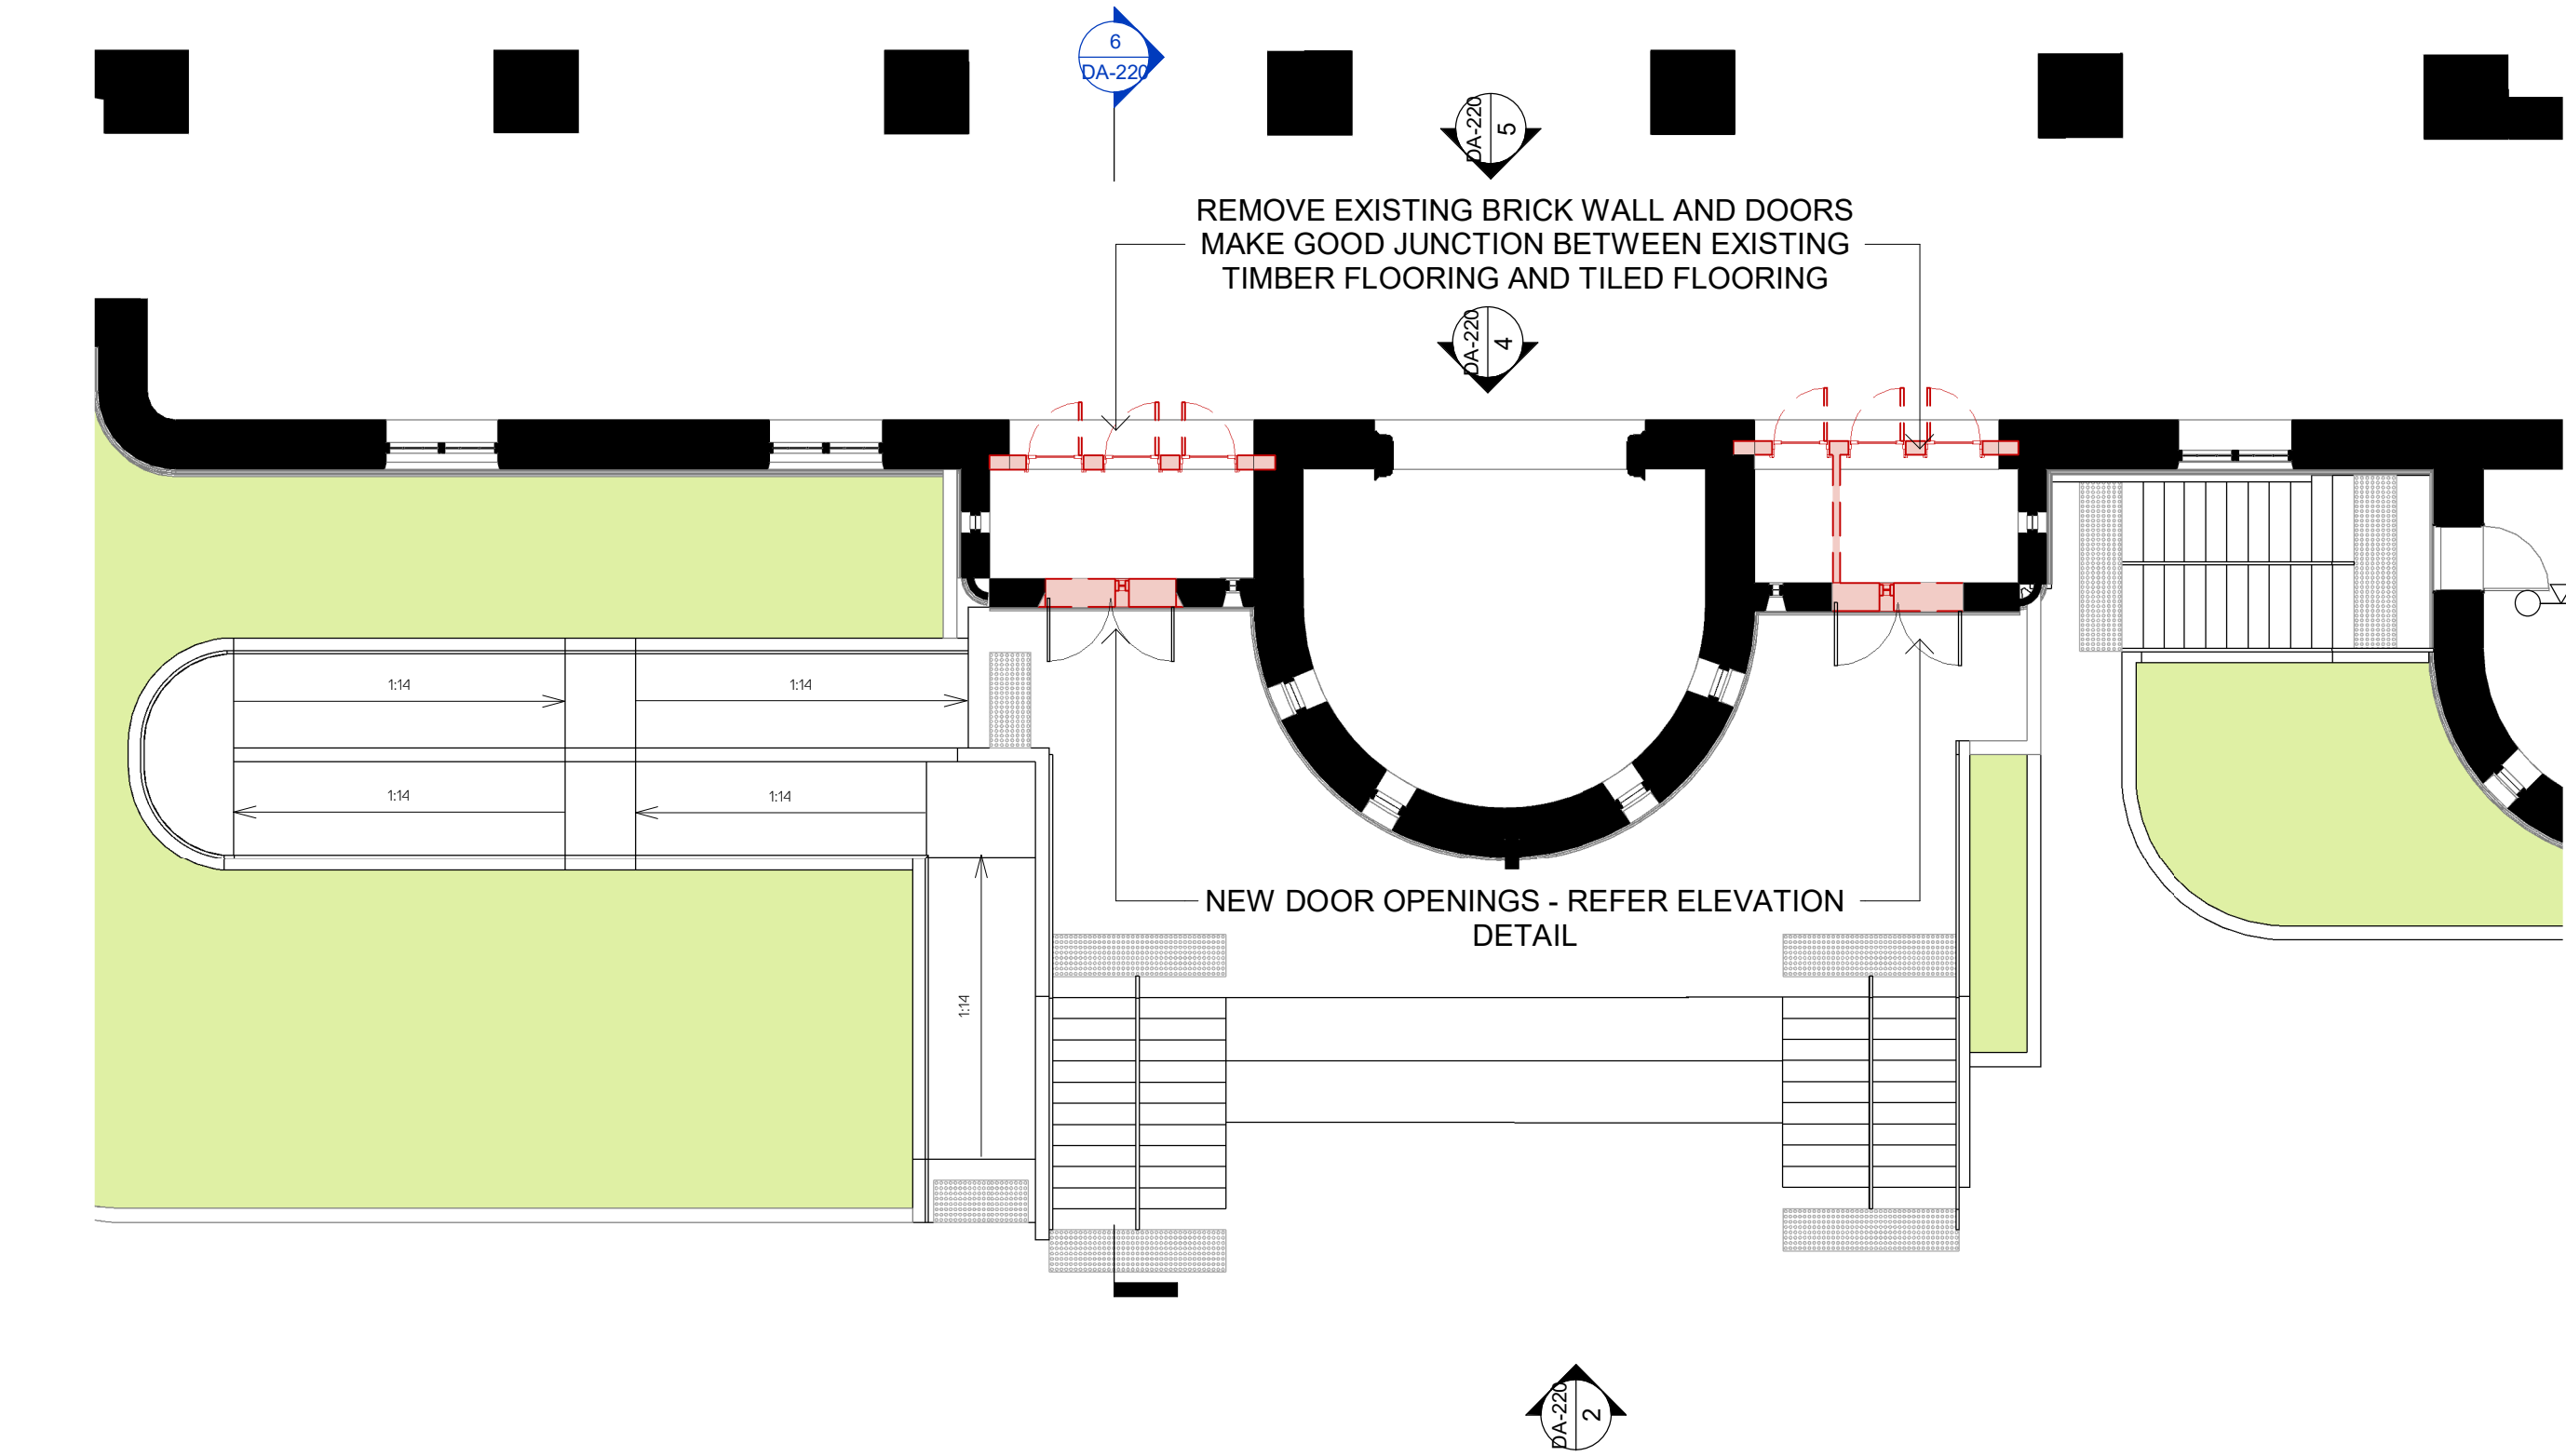 6
DA-220
DA-220
5
REMOVE EXISTING BRICK WALL AND DOORS
MAKE GOOD JUNCTION BETWEEN EXISTING
TIMBER FLOORING AND TILED FLOORING
DA-220
4
1:14
1:14
1:14
1:14
NEW DOOR OPENINGS - REFER ELEVATION
DETAIL
1:14
DA-220
2